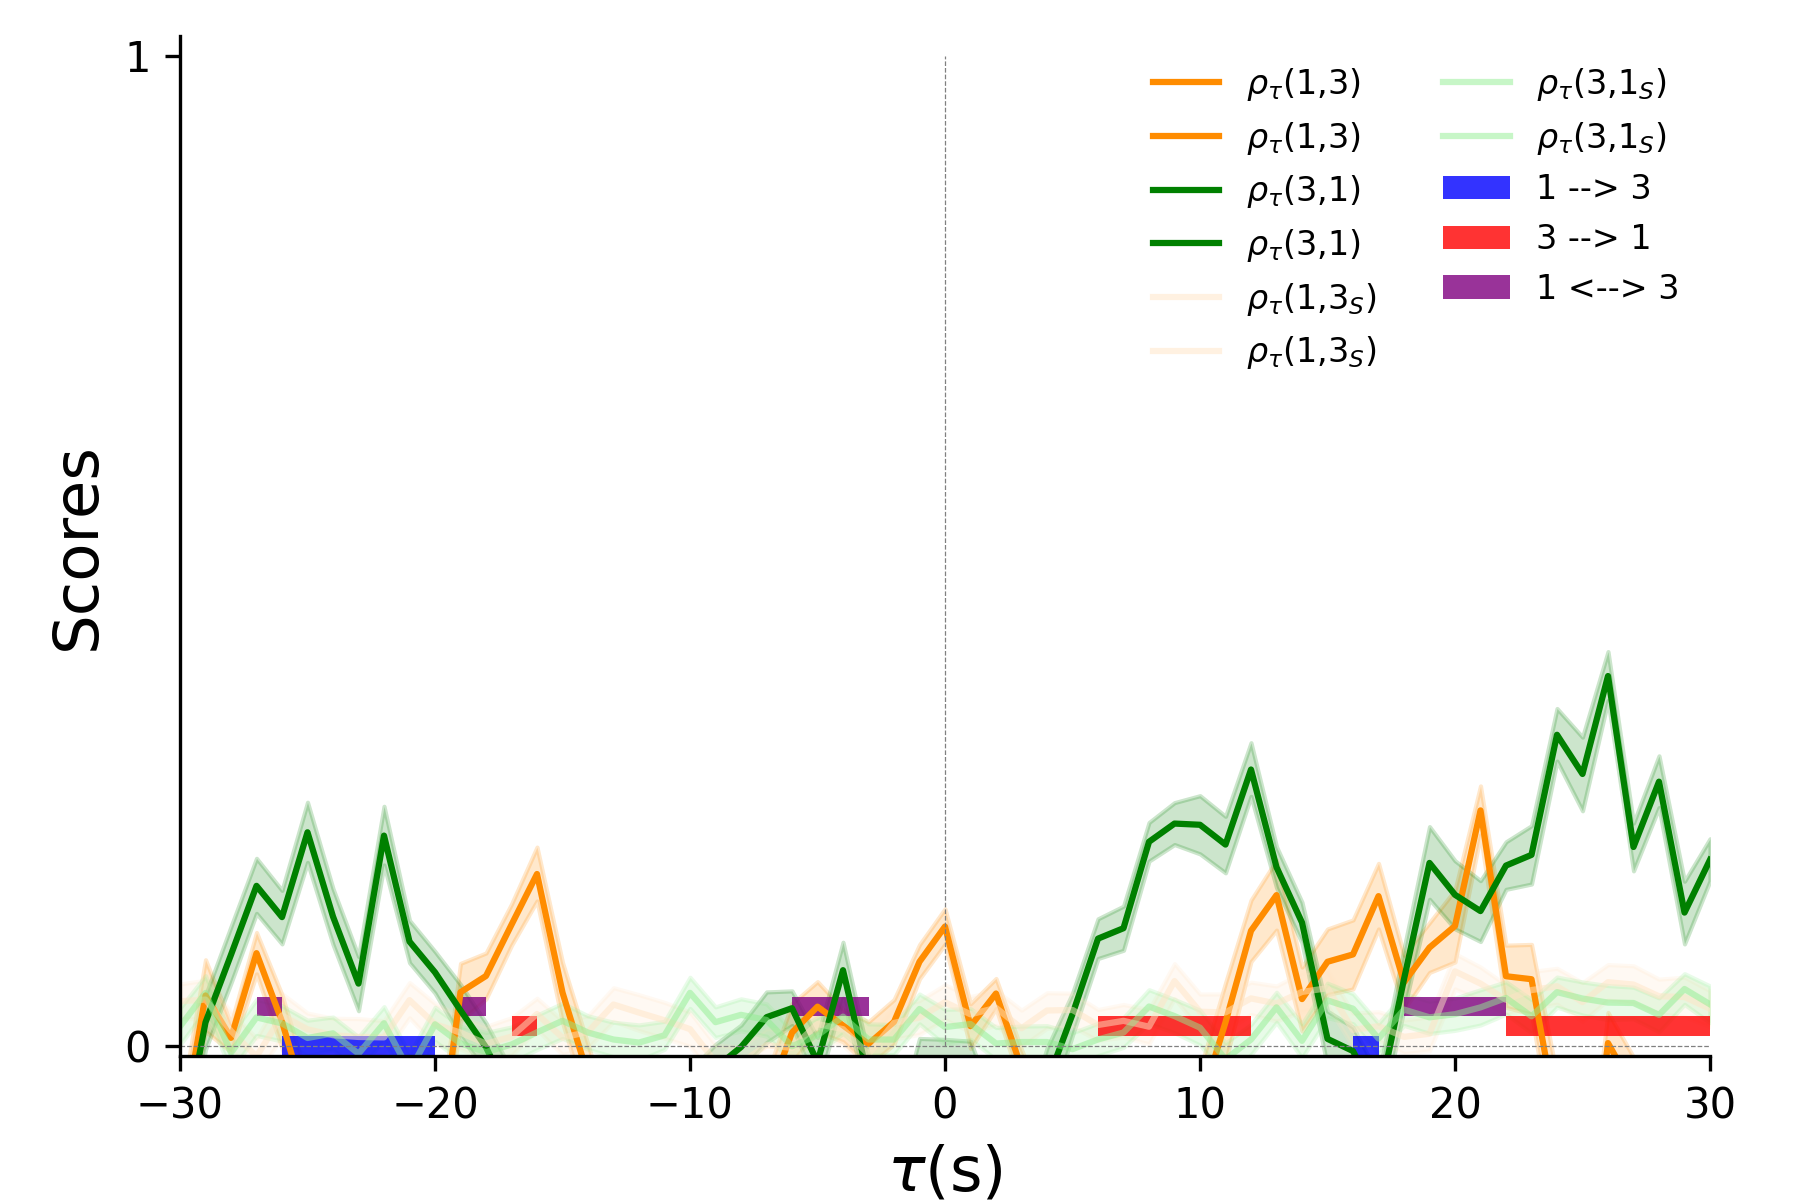 1
ρτ(1,3)
ρτ(1,3)
ρτ(3,1)
ρτ(3,1)
ρτ(1,3S)
ρτ(1,3S)
ρτ(3,1S)
ρτ(3,1S)
1 --> 3
3 --> 1
1 <--> 3
Scores
0
−30 −20 −10 0 10 20 30
τ(s)